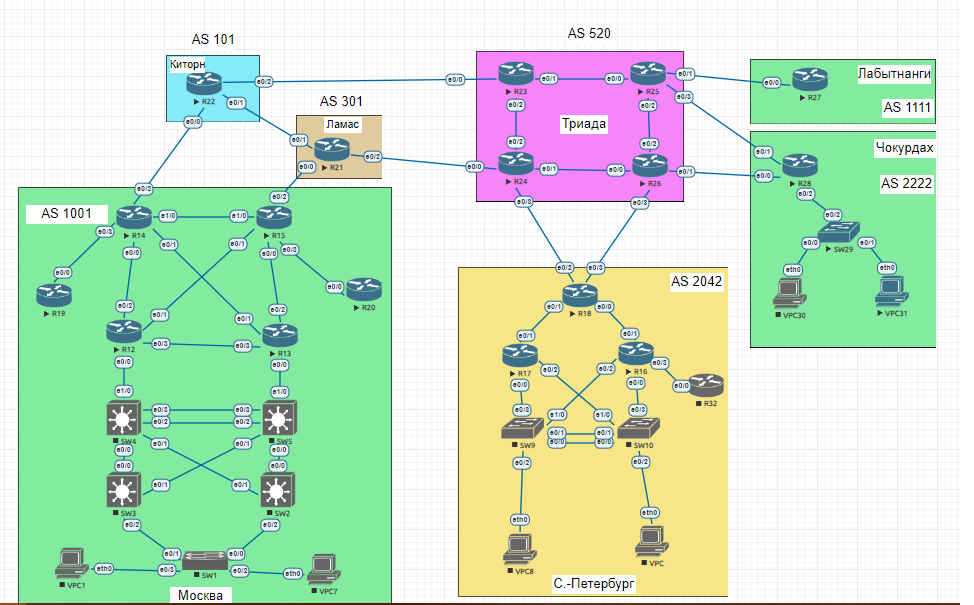 AS 101
AS 520
Киторн
R22
e0/2
e0/1
e0/0
AS 301
Ламас
e0/1
R21
e0/2
e0/0
e0/0
R23
e0/1
e0/2
e0/0
R25
e0/1
e0/3
e0/2
Триада
e0/2
e0/0
R24
e0/1
e0/3
e0/2
e0/0
R26
e0/1
e0/3
Лабытнанги
e0/0
R27
AS 1111
Чокурдах
e0/1
e0/0
R28
AS 2222
e0/2
e0/2
SW29
e0/0
e0/1
eth0
eth0
VPC30
VPC31
AS 1001
e0/2
R14
e1/0
e0/3
e0/0
e0/1
e0/2
e1/0
R15
e0/1
e0/0
e0/3
e0/0
R19
e0/0
R20
e0/2
e0/1
R12
e0/3
e0/0
e0/2
e0/1
e0/3
R13
e0/0
e1/0
e1/0
SW4
e0/3
e0/2
e0/3
e0/2
SW5
e0/0
e0/1
e0/1
e0/0
e0/0
e0/1
e0/1
e0/0
SW3
SW2
e0/2
e0/2
e0/1
e0/0
SW1
e0/3
e0/2
eth0
eth0
VPC1
VPC7
Москва
AS 2042
e0/2
e0/3
R18
e0/1
e0/0
e0/1
R17
e0/0
e0/2
e0/1
R16
e0/2
e0/0
e0/3
e0/0
R32
e0/3
e1/0
e1/0
e0/3
SW9
e0/1
e0/0
e0/1
e0/0
SW10
e0/2
e0/2
eth0
eth0
VPC8
VPC
С.-Петербург